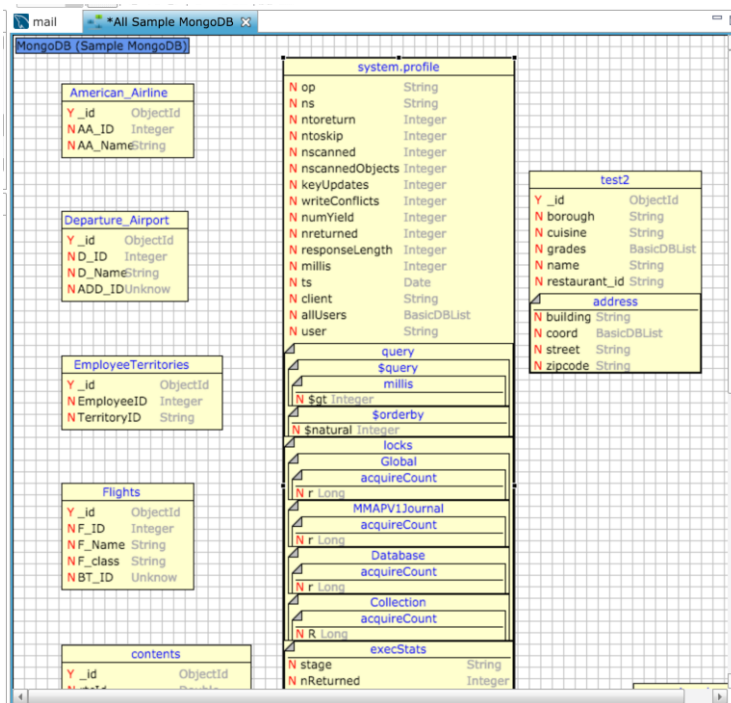 mail
*All Sample MongoDB
MongoDB (Sample MongoDB)
American_Airline
Y _id ObjectId
N AA_ID Integer
N AA_Name String
Departure_Airport
Y _id ObjectId
N D_ID Integer
N D_Name String
N ADD_ID Unknow
EmployeeTerritories
Y _id ObjectId
N EmployeeID Integer
N TerritoryID String
Flights
Y _id ObjectId
N F_ID Integer
N F_Name String
N F_class String
N BT_ID Unknow
contents
Y _id ObjectId
system.profile
N op String
N ns String
N ntoreturn Integer
N ntoskip Integer
N nscanned Integer
N nscannedObjects Integer
N keyUpdates Integer
N writeConflicts Integer
N numYield Integer
N nreturned Integer
N responseLength Integer
N millis Integer
N ts Date
N client String
N allUsers BasicDBList
N user String
query
$query
millis
N $gt Integer
$orderby
N $natural Integer
locks
Global
acquireCount
N r Long
MMAPV1Journal
acquireCount
N r Long
Database
acquireCount
N r Long
Collection
acquireCount
N R Long
execStats
N stage String
N nReturned Integer
test2
Y _id ObjectId
N borough String
N cuisine String
N grades BasicDBList
N name String
N restaurant_id String
address
N building String
N coord BasicDBList
N street String
N zipcode String